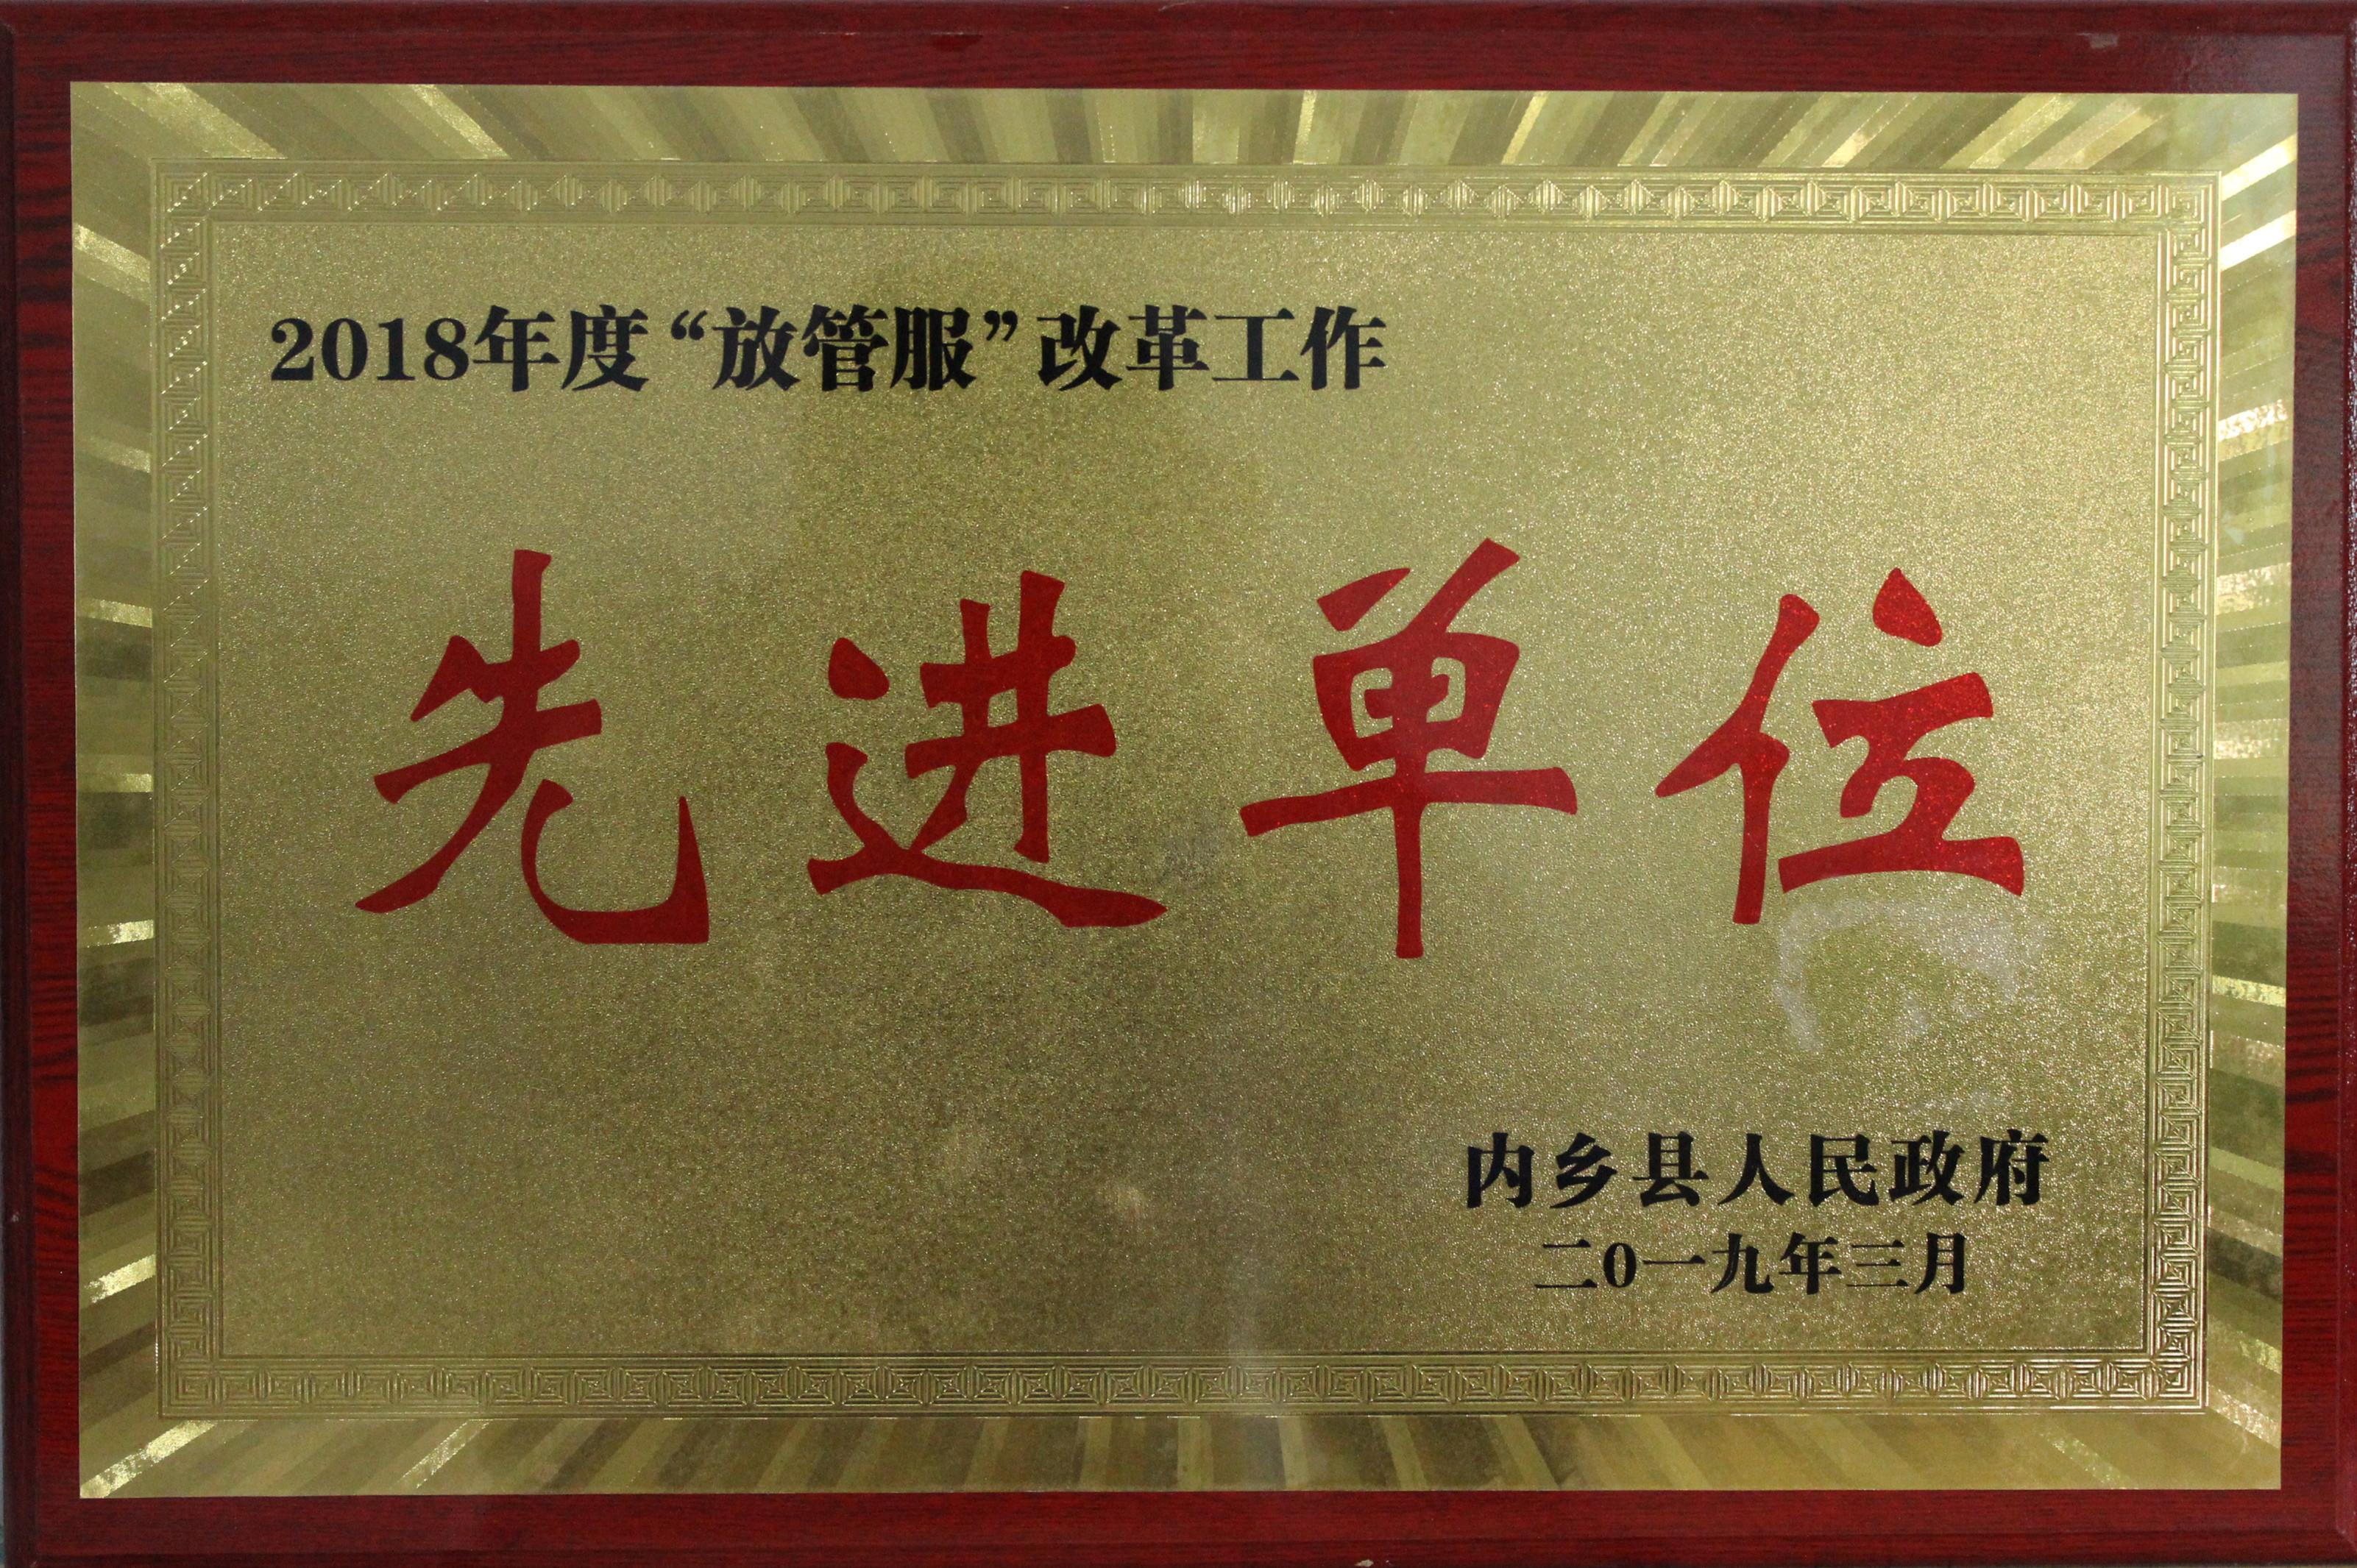 2018年度“放管服”改革工作
先进单位
内乡县人民政府
二0一九年三月